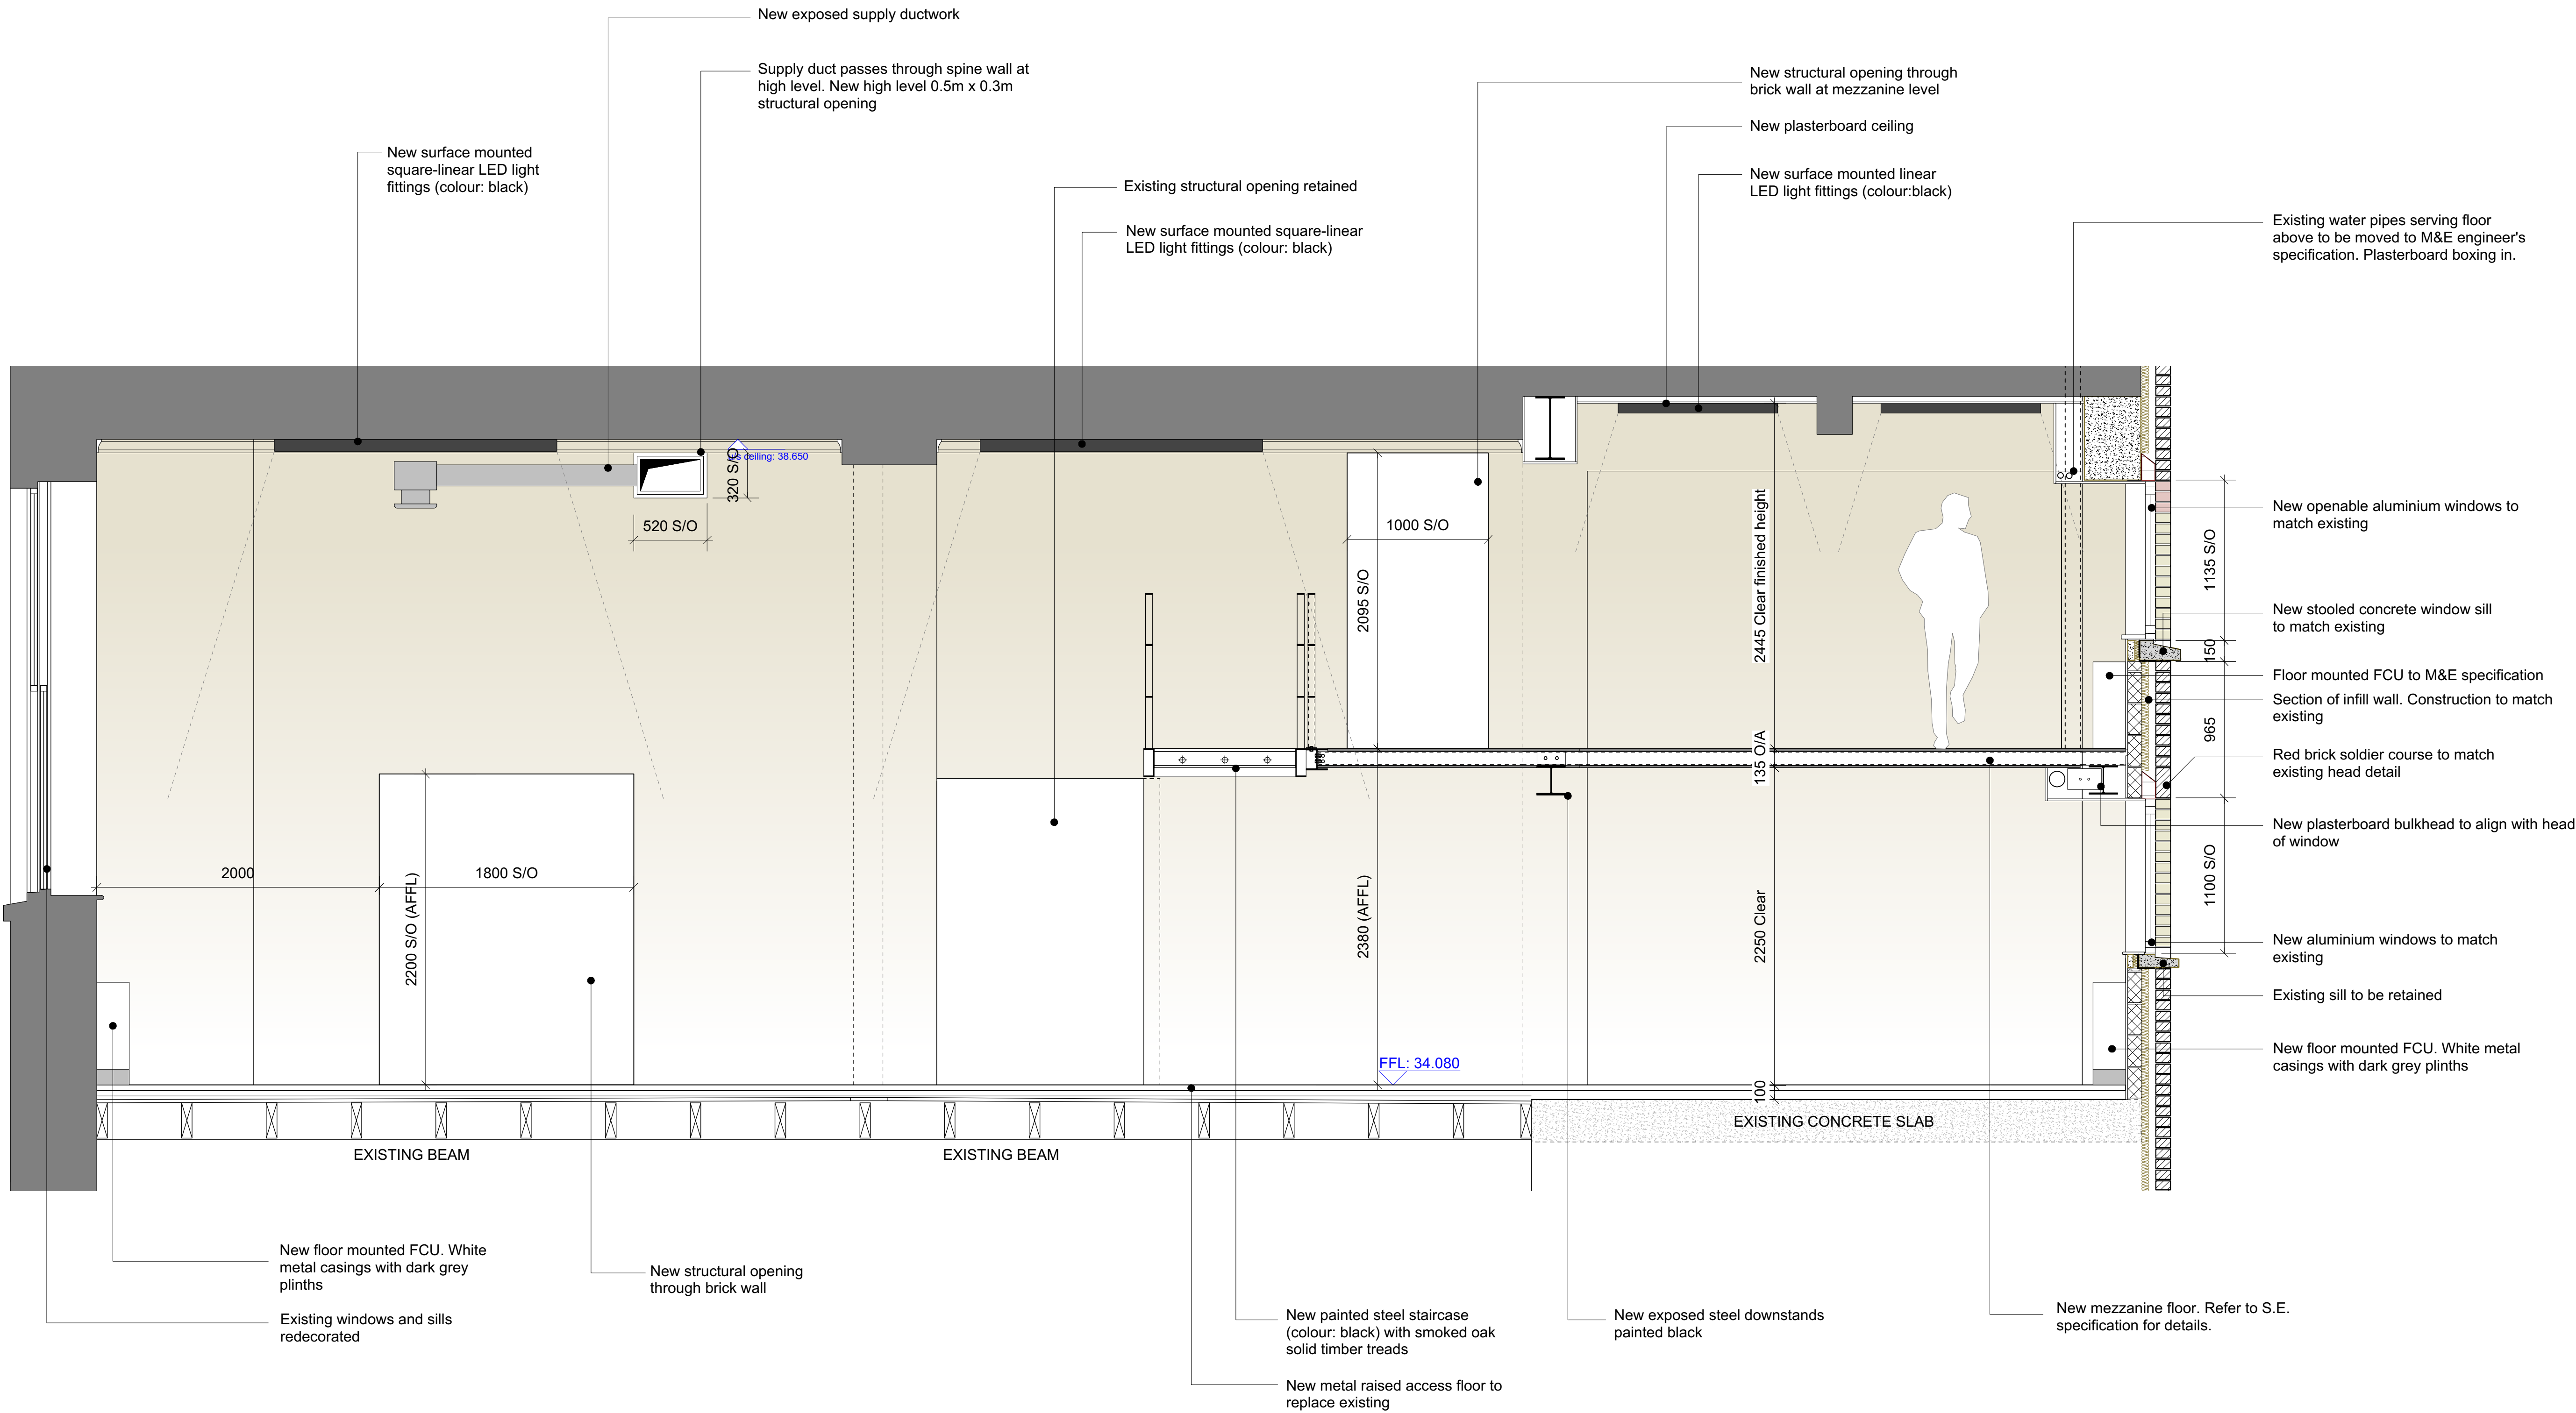 New exposed supply ductwork
Supply duct passes through spine wall at
high level. New high level 0.5m x 0.3m
structural opening
New surface mounted
square-linear LED light
fittings (colour: black)
Existing structural opening retained
New surface mounted square-linear
LED light fittings (colour: black)
New structural opening through
brick wall at mezzanine level
New plasterboard ceiling
New surface mounted linear
LED light fittings (colour:black)
Existing water pipes serving floor
above to be moved to M&E engineer's
specification. Plasterboard boxing in.
ceiling: 38.650
320 S/O
520 S/O
1000 S/O
2095 S/O
2445 Clear finished height
135 O/A
2000
1800 S/O
2200 S/O (AFFL)
2380 (AFFL)
2250 Clear
FFL: 34.080
100
1135 S/O
150
965
1100 S/O
New openable aluminium windows to
match existing
New stooled concrete window sill
to match existing
Floor mounted FCU to M&E specification
Section of infill wall. Construction to match
existing
Red brick soldier course to match
existing head detail
New plasterboard bulkhead to align with head
of window
New aluminium windows to match
existing
Existing sill to be retained
New floor mounted FCU. White metal
casings with dark grey plinths
EXISTING CONCRETE SLAB
EXISTING BEAM
EXISTING BEAM
New floor mounted FCU. White
metal casings with dark grey
plinths
Existing windows and sills
redecorated
New structural opening
through brick wall
New painted steel staircase
(colour: black) with smoked oak
solid timber treads
New metal raised access floor to
replace existing
New exposed steel downstands
painted black
New mezzanine floor. Refer to S.E.
specification for details.